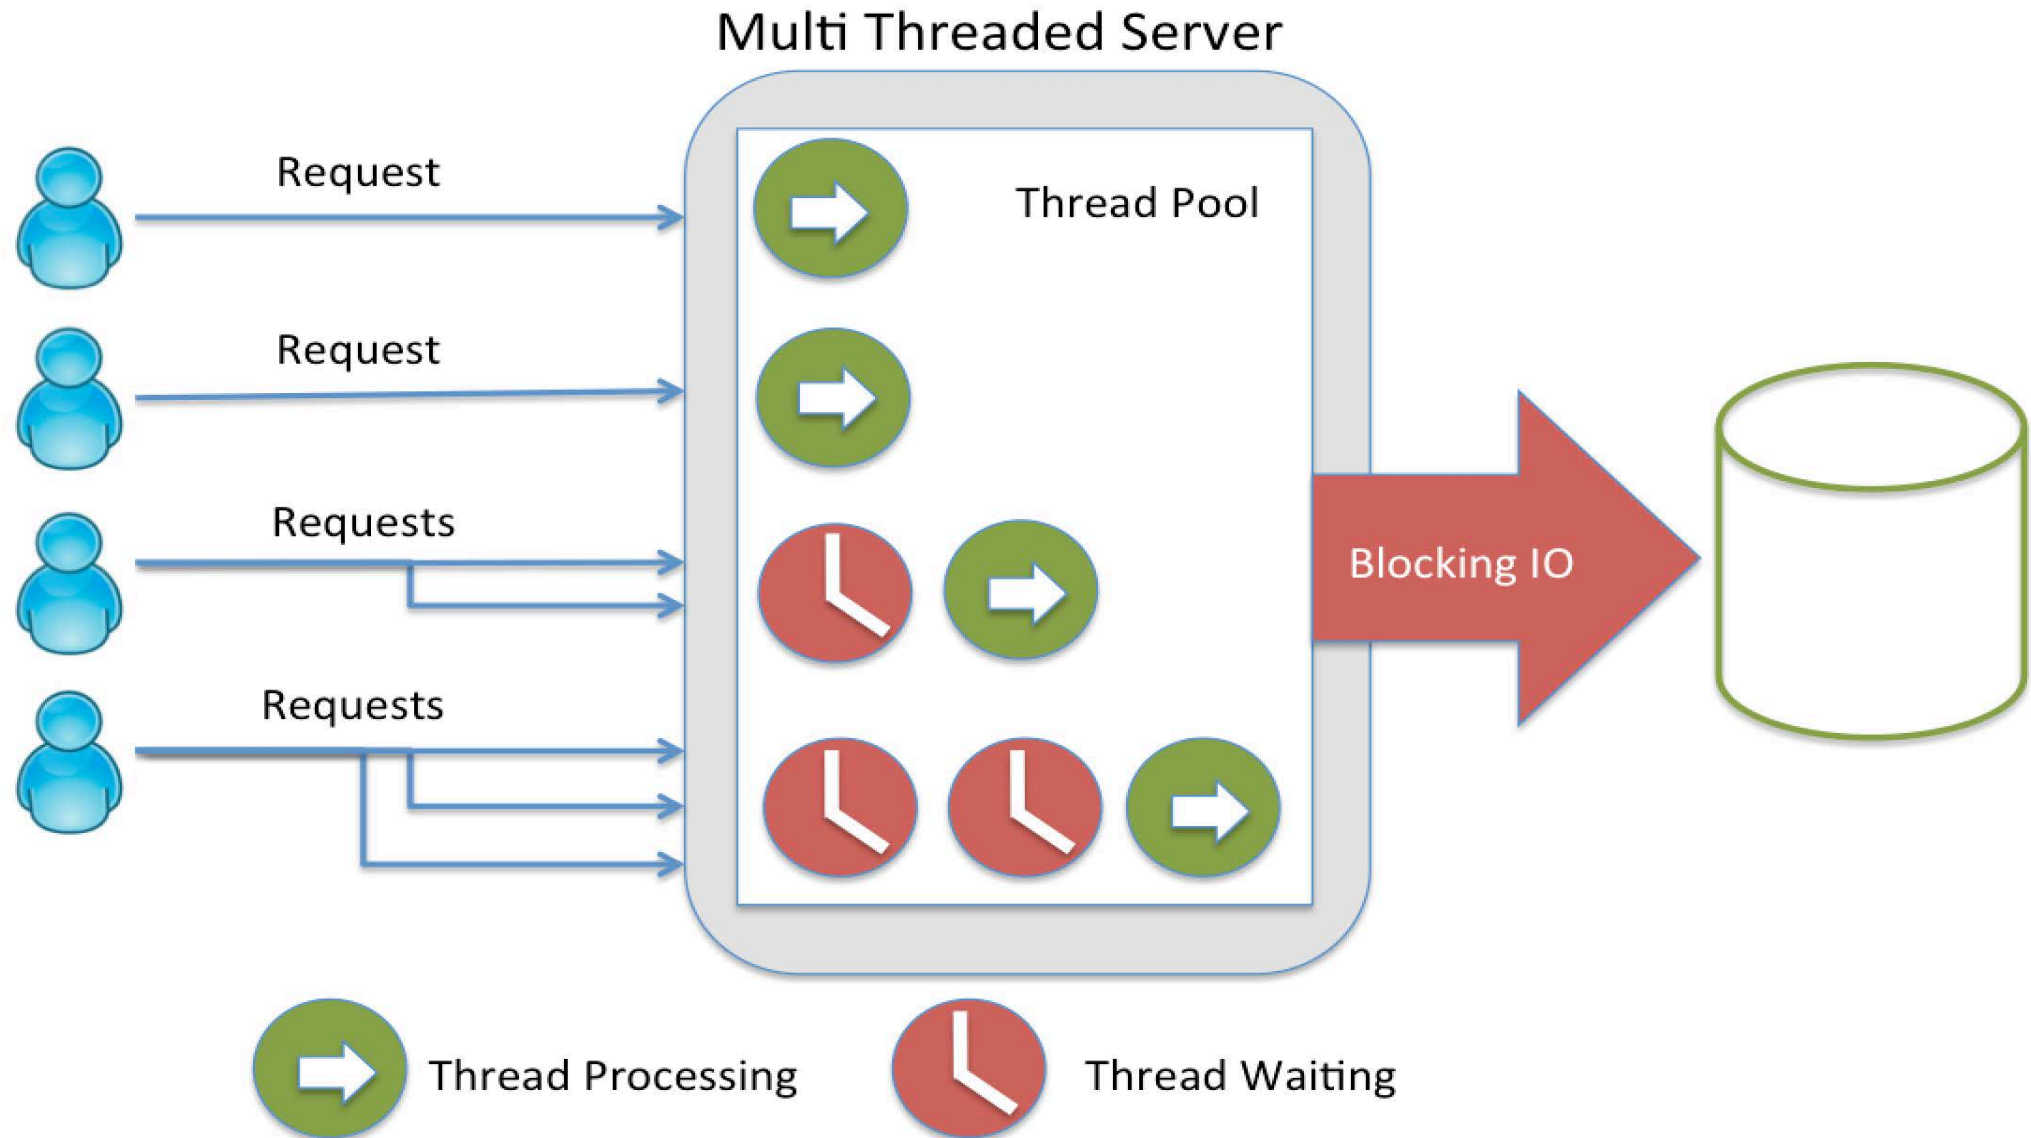 Multi Threaded Server
Request
Thread Pool
Request
Requests
Blocking IO
Requests
Thread Processing
Thread Waiting